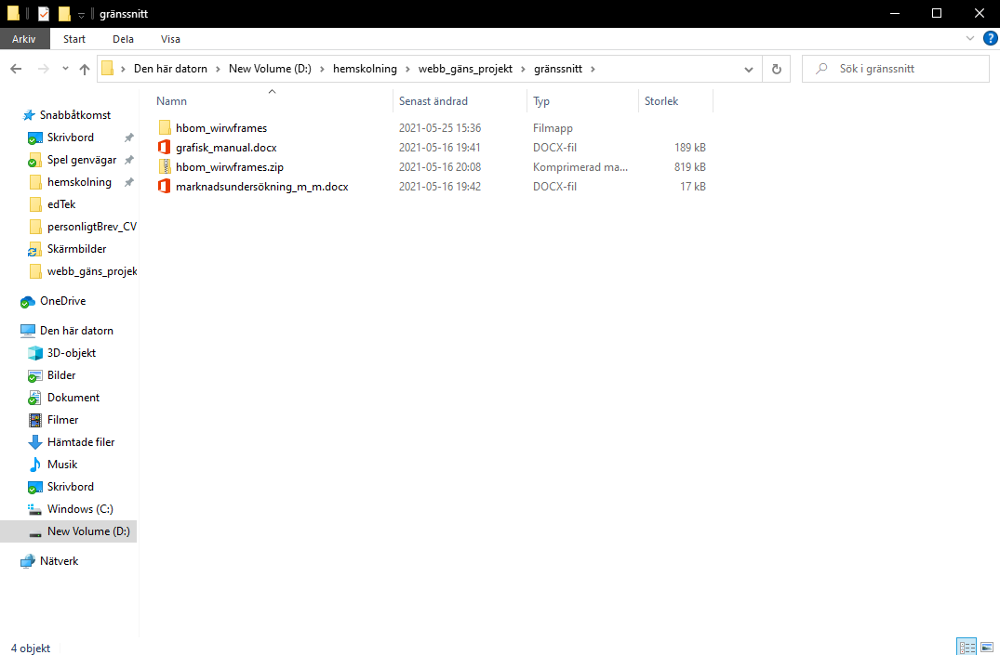 gränssnitt
Arkiv Start Dela Visa
Den här datorn New Volume (D:) hemskolning webb_gäns_projekt gränssnitt Sök i gränssnitt
Namn Senast ändrad Typ Storlek
hbom_wirwframes 2021-05-25 15:36 Filmapp
grafisk_manual.docx 2021-05-16 19:41 DOCX-fil 189 kB
hbom_wirwframes.zip 2021-05-16 20:08 Komprimerad ma... 819 kB
marknadsundersökning_m_m.docx 2021-05-16 19:42 DOCX-fil 17 kB
Snabbåtkomst
Skrivbord
Spel genvägar
hemskolning
edTek
personligtBrev_CV
Skärmbilder
webb_gäns_projek
OneDrive
Den här datorn
3D-objekt
Bilder
Dokument
Filmer
Hämtade filer
Musik
Skrivbord
Windows (C:)
New Volume (D:)
Nätverk
4 objekt